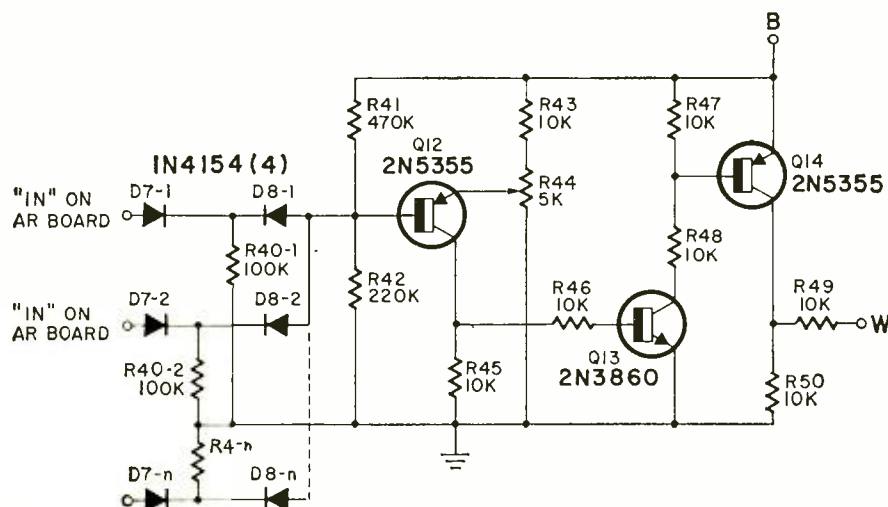 B
R41
470K
R43
10K
R47
10K
Q12
2N5355
Q14
2N5355
1N4154(4)
"IN" ON
AR BOARD
D7-1
D8-1
R44
5K
R40-1
100K
R42
220K
R48
10K
"IN" ON
AR BOARD
D7-2
D8-2
R46
10K
R49
10K
W
Q13
2N3860
R40-2
100K
R45
10K
R50
10K
R4-n
D7-n
D8-n